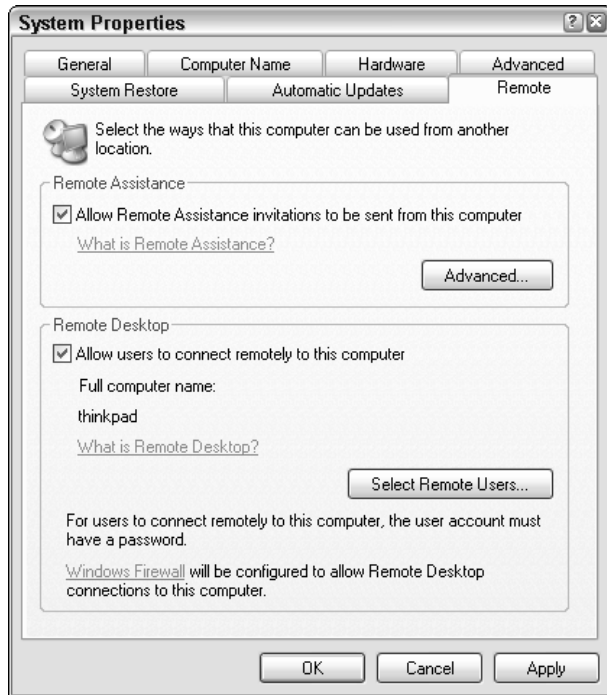 System Properties
General
Computer Name
Hardware
Advanced
System Restore
Automatic Updates
Remote
Select the ways that this computer can be used from another
location.
Remote Assistance
Allow Remote Assistance invitations to be sent from this computer
What is Remote Assistance?
Advanced...
Remote Desktop
Allow users to connect remotely to this computer
Full computer name:
thinkpad
What is Remote Desktop?
Select Remote Users...
For users to connect remotely to this computer, the user account must
have a password.
Windows Firewall will be configured to allow Remote Desktop
connections to this computer.
OK
Cancel
Apply